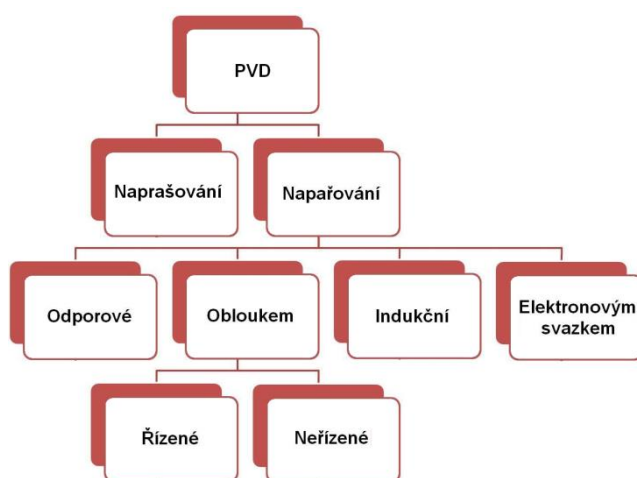 PVD
Naprašování
Napařování
Odporové
Obloukem
Indukční
Elektronovým
svazkem
Řízené
Neřízené